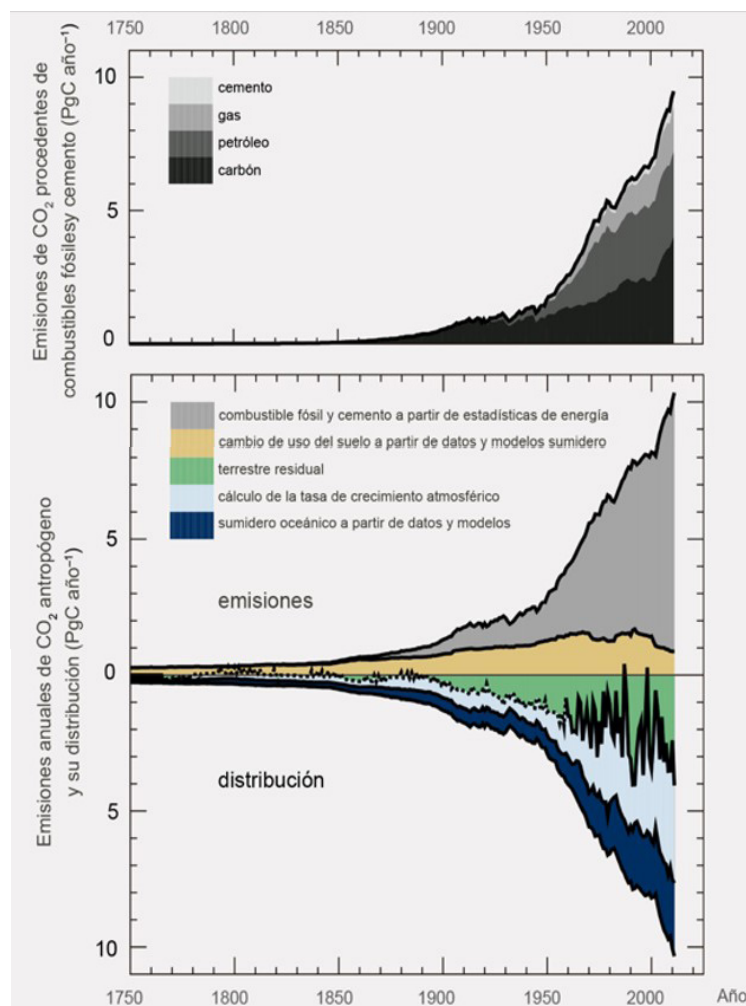 1750 1800 1850 1900 1950 2000
Emisiones de CO₂ procedentes de
combustibles fósilesy cemento (PgC año⁻¹)
10
5
0
cemento
gas
petróleo
carbón
Emisiones anuales de CO₂ antropógeno
y su distribución (PgC año⁻¹)
10
5
0
5
10
combustible fósil y cemento a partir de estadísticas de energía
cambio de uso del suelo a partir de datos y modelos sumidero
terrestre residual
cálculo de la tasa de crecimiento atmosférico
sumidero oceánico a partir de datos y modelos
emisiones
distribución
1750 1800 1850 1900 1950 2000 Año